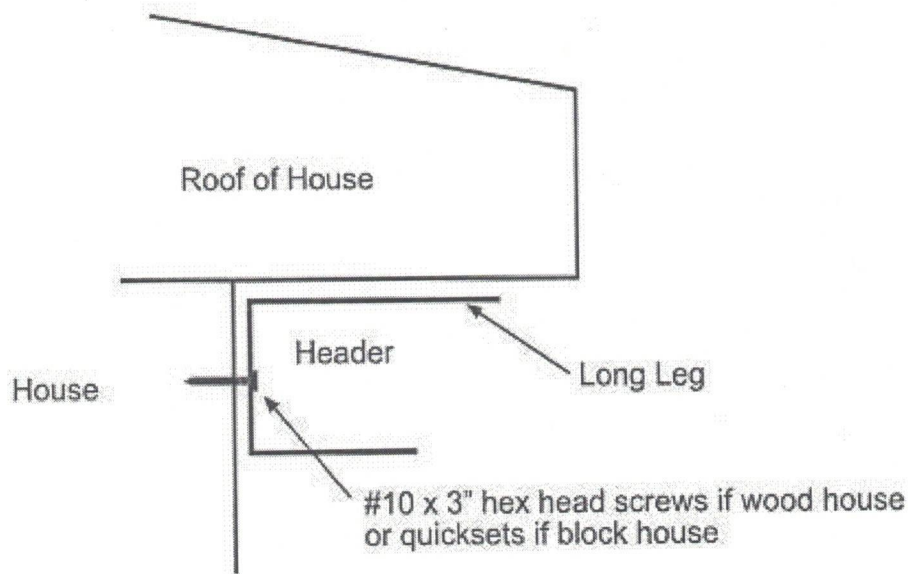 Roof of House
Header
Long Leg
House
#10 x 3" hex head screws if wood house
or quicksets if block house